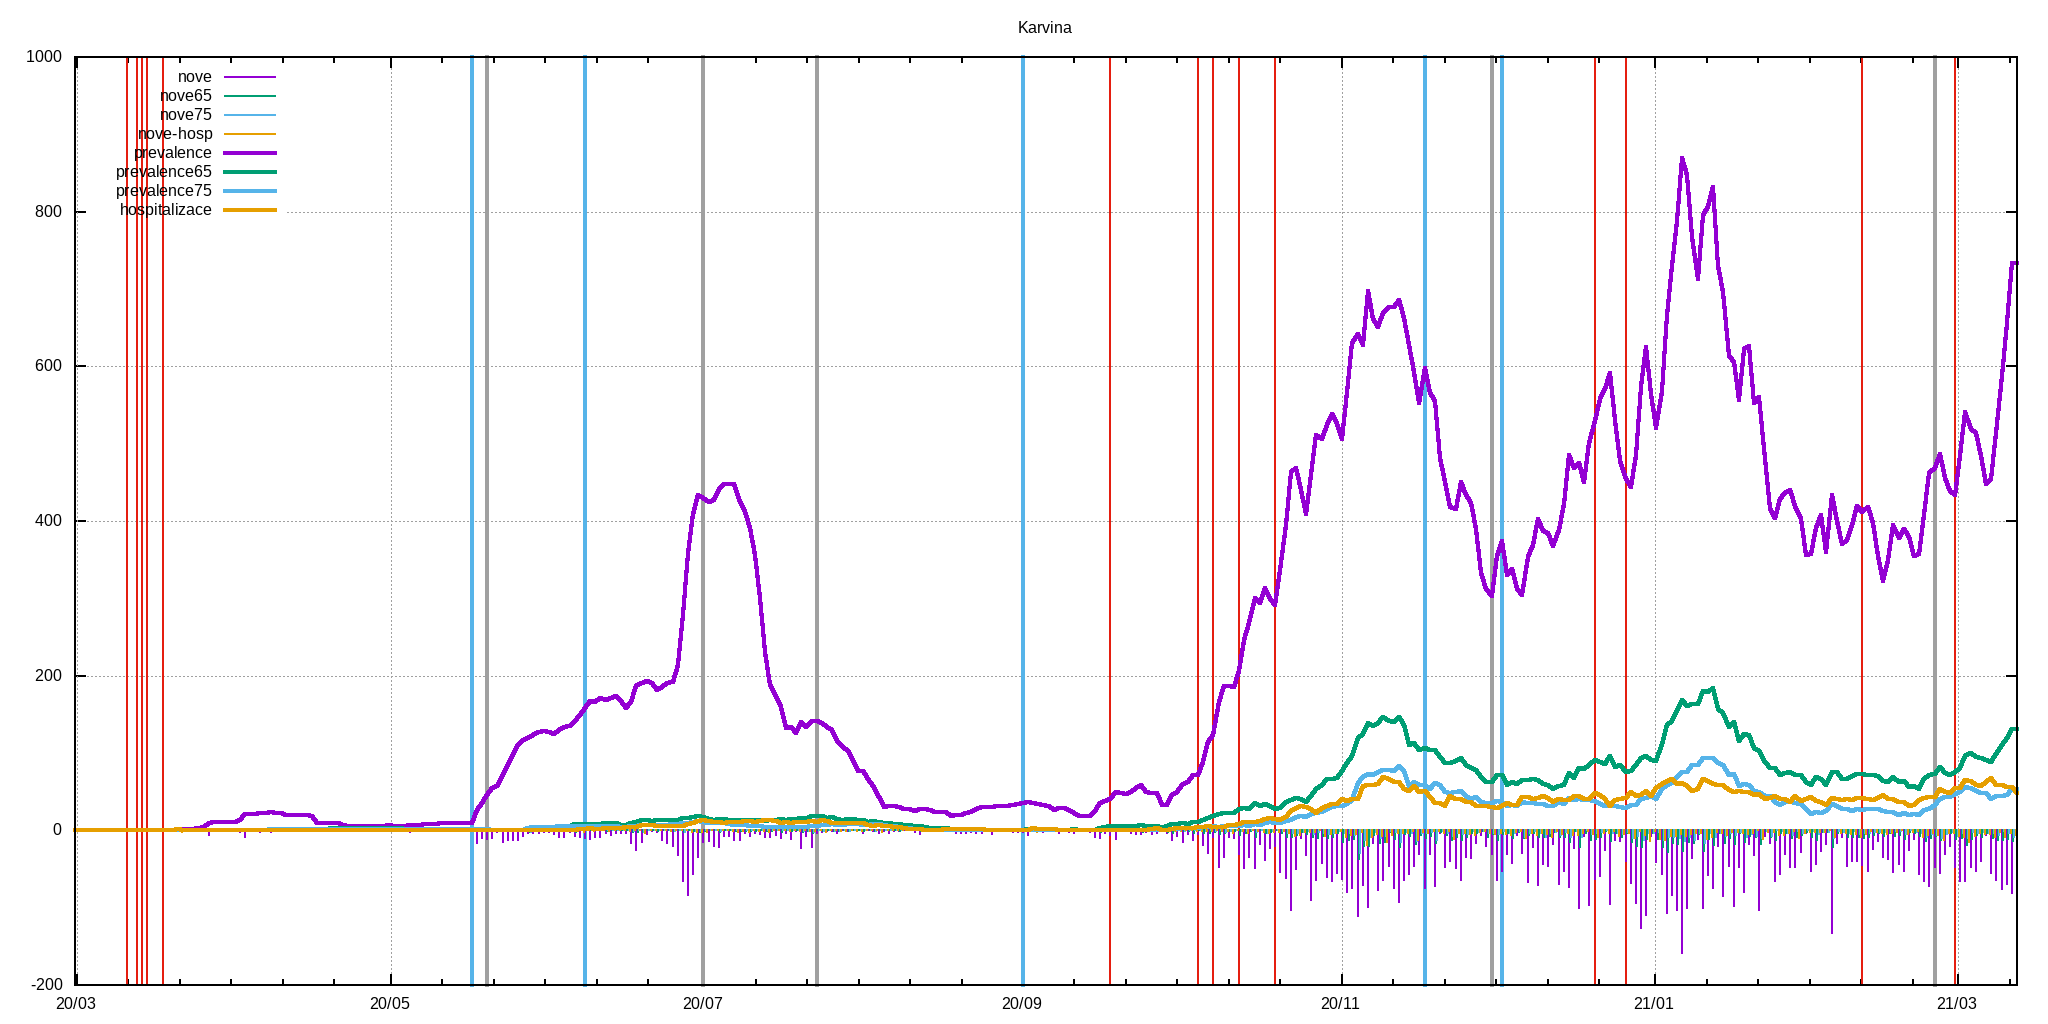 Karvina
1000
800
600
400
200
0
-200
nove
nove65
nove75
nove-hosp
prevalence
prevalence65
prevalence75
hospitalizace
20/03 20/05 20/07 20/09 20/11 21/01 21/03